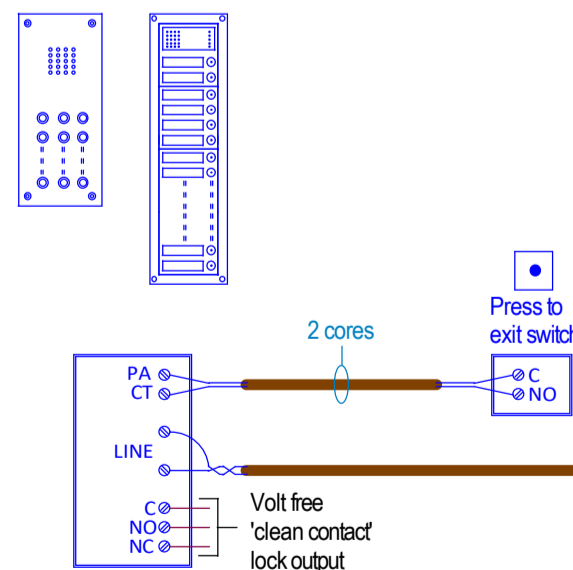 Press to
exit switch
2 cores
PA
CT
C
NO
LINE
C
NO
NC
Volt free
'clean contact'
lock output